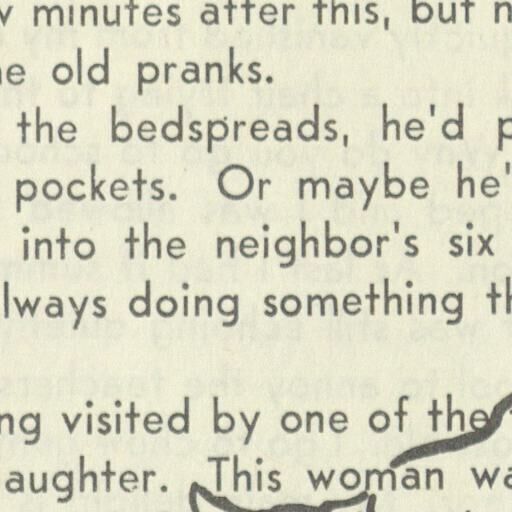 minutes after this, but
old pranks.
the bedspreads, he'd
pockets. Or maybe he'
into the neighbor's six
lways doing something th
ng visited by one of the
aughter. This woman wa